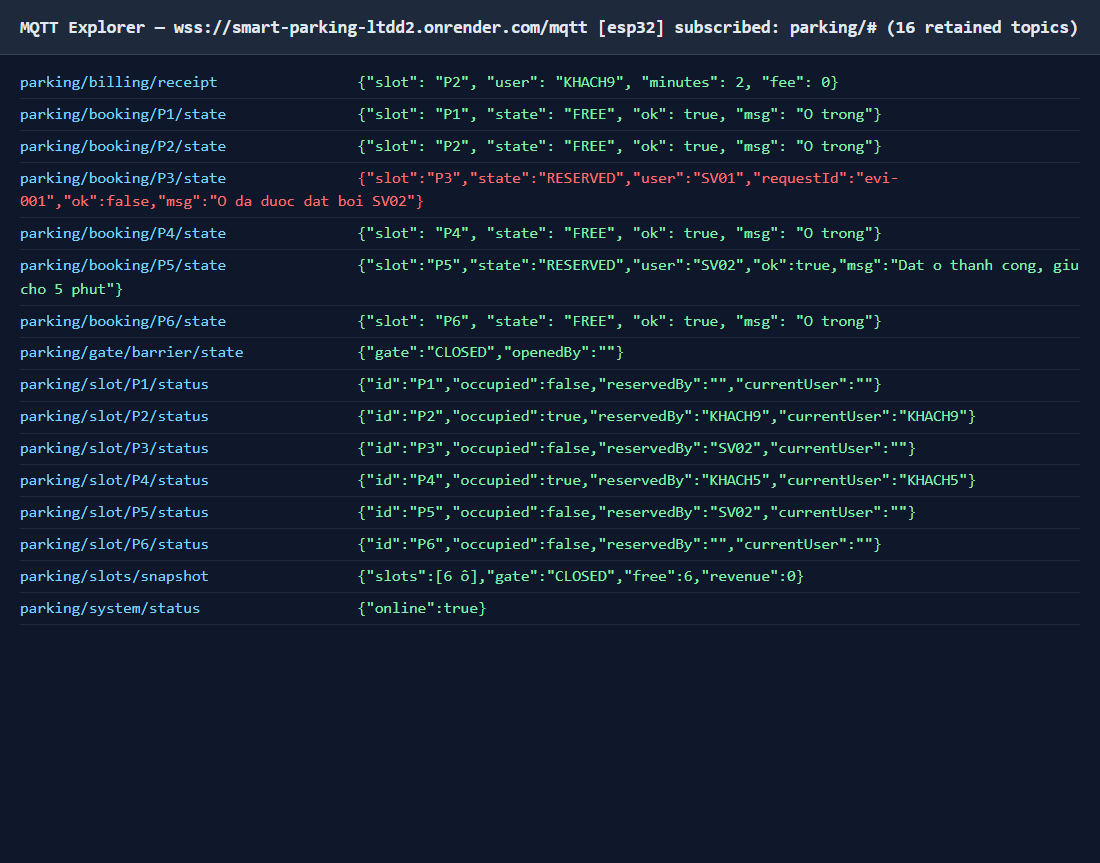 MQTT Explorer — wss://smart-parking-ltdd2.onrender.com/mqtt [esp32] subscribed: parking/# (16 retained topics)
parking/billing/receipt {"slot": "P2", "user": "KHACH9", "minutes": 2, "fee": 0}
parking/booking/P1/state {"slot": "P1", "state": "FREE", "ok": true, "msg": "O trong"}
parking/booking/P2/state {"slot": "P2", "state": "FREE", "ok": true, "msg": "O trong"}
parking/booking/P3/state {"slot":"P3","state":"RESERVED","user":"SV01","requestId":"evi-
001","ok":false,"msg":"O da duoc dat boi SV02"}
parking/booking/P4/state {"slot": "P4", "state": "FREE", "ok": true, "msg": "O trong"}
parking/booking/P5/state {"slot":"P5","state":"RESERVED","user":"SV02","ok":true,"msg":"Dat o thanh cong, giu
cho 5 phut"}
parking/booking/P6/state {"slot": "P6", "state": "FREE", "ok": true, "msg": "O trong"}
parking/gate/barrier/state {"gate":"CLOSED","openedBy":""}
parking/slot/P1/status {"id":"P1","occupied":false,"reservedBy":"","currentUser":""}
parking/slot/P2/status {"id":"P2","occupied":true,"reservedBy":"KHACH9","currentUser":"KHACH9"}
parking/slot/P3/status {"id":"P3","occupied":false,"reservedBy":"SV02","currentUser":""}
parking/slot/P4/status {"id":"P4","occupied":true,"reservedBy":"KHACH5","currentUser":"KHACH5"}
parking/slot/P5/status {"id":"P5","occupied":false,"reservedBy":"SV02","currentUser":""}
parking/slot/P6/status {"id":"P6","occupied":false,"reservedBy":"","currentUser":""}
parking/slots/snapshot {"slots":[6 ô],"gate":"CLOSED","free":6,"revenue":0}
parking/system/status {"online":true}